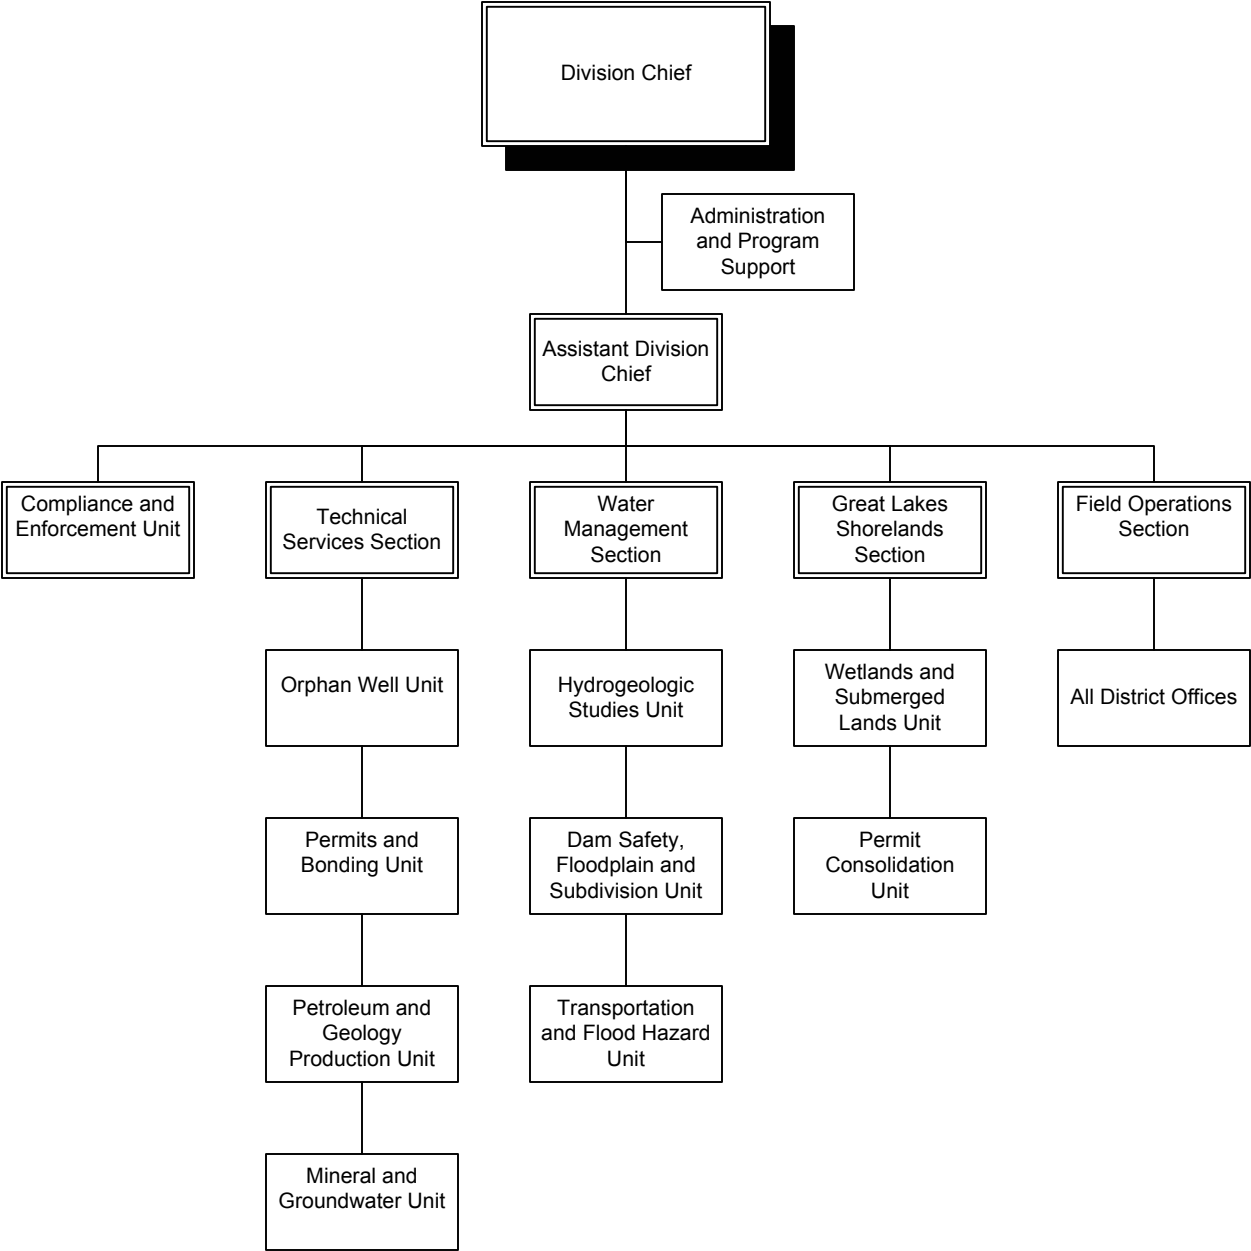 Division Chief
Administration
and Program
Support
Assistant Division
Chief
Compliance and
Enforcement Unit
Technical
Services Section
Water
Management
Section
Great Lakes
Shorelands
Section
Field Operations
Section
Orphan Well Unit
Hydrogeologic
Studies Unit
Wetlands and
Submerged
Lands Unit
All District Offices
Permits and
Bonding Unit
Dam Safety,
Floodplain and
Subdivision Unit
Permit
Consolidation
Unit
Petroleum and
Geology
Production Unit
Transportation
and Flood Hazard
Unit
Mineral and
Groundwater Unit